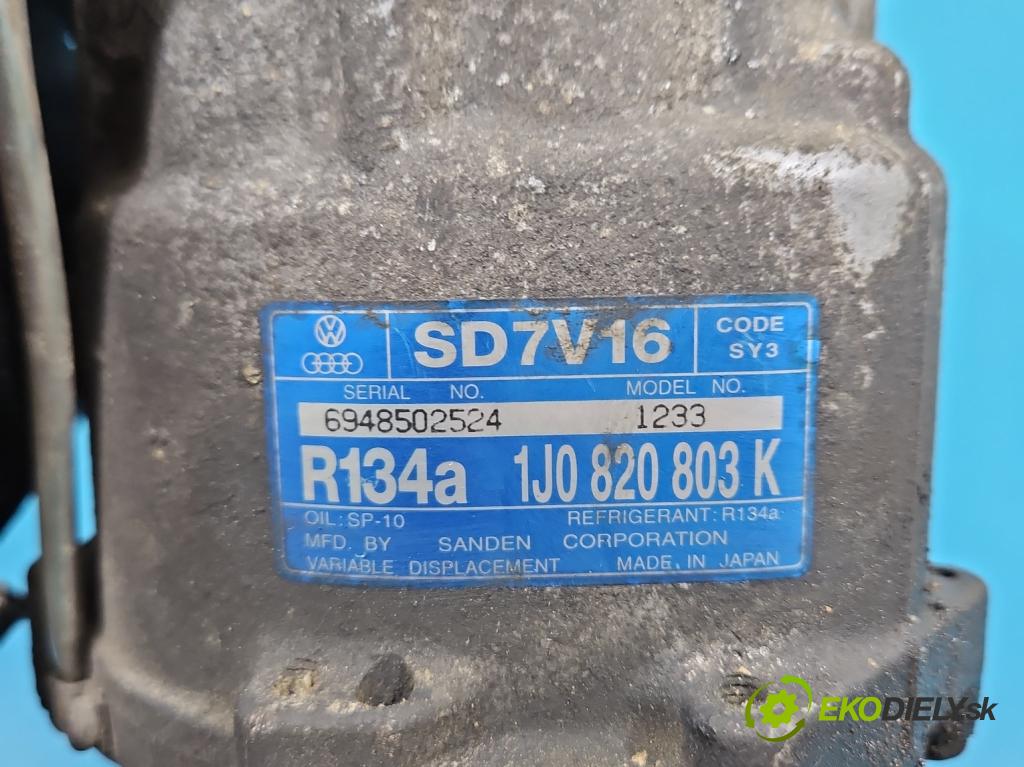 SD7V16
CODE
SY3
SERIAL NO. MODEL NO.
6948502524 1233
R134a 1J0 820 803 K
OIL: SP-10 REFRIGERANT: R134a
MFD. BY SANDEN CORPORATION
VARIABLE DISPLACEMENT MADE IN JAPAN
EKODIELY.sk